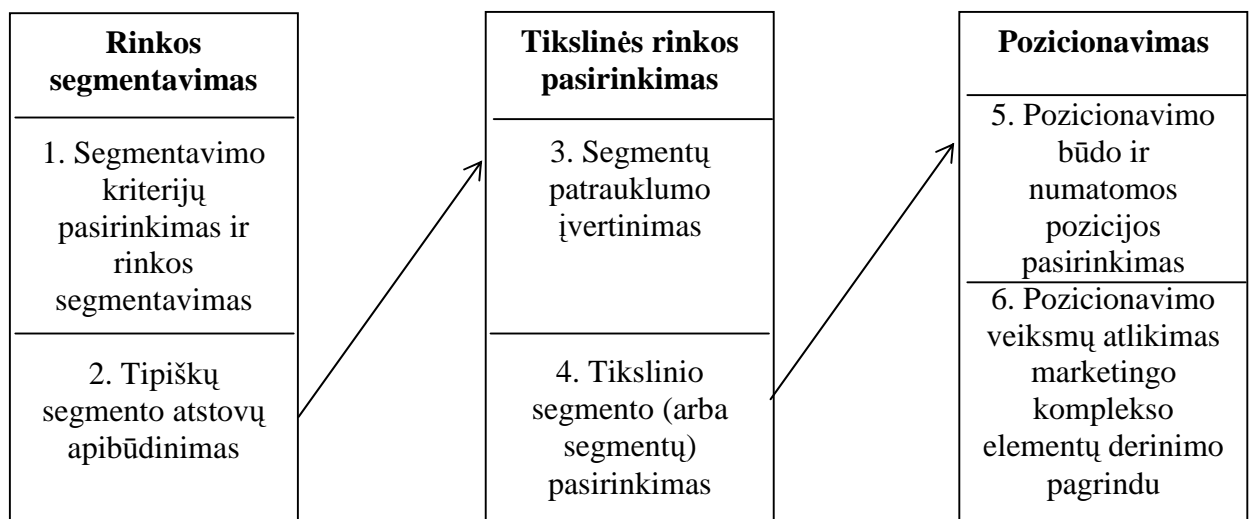 Rinkos
segmentavimas
1. Segmentavimo
kriterijų
pasirinkimas ir
rinkos
segmentavimas
2. Tipiškų
segmento atstovų
apibūdinimas
Tikslinės rinkos
pasirinkimas
3. Segmentų
patrauklumo
įvertinimas
4. Tikslinio
segmento (arba
segmentų)
pasirinkimas
Pozicionavimas
5. Pozicionavimo
būdo ir
numatomos
pozicijos
pasirinkimas
6. Pozicionavimo
veiksmų atlikimas
marketingo
komplekso
elementų derinimo
pagrindu